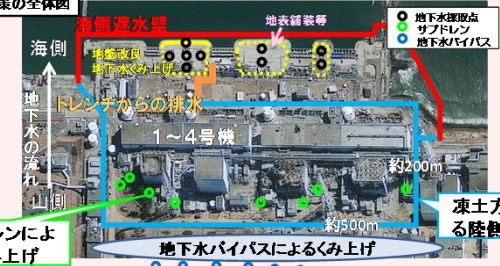 策の全体図
海側遮水壁
地表舗装等
地下水採取点
サブドレン
地下水バイパス
海側
地盤改良
地下水くみ上げ
トレンチからの排水
地下水の流れ
1~4号機
約200m
山側
凍土方
る陸側
約500m
ンによ
み上げ
地下水バイパスによるくみ上げ